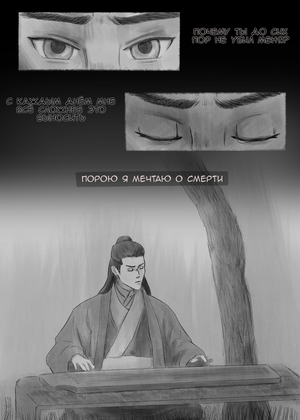 ПОЧЕМУ ТЫ ДО СИХ
ПОР НЕ УБИЛ МЕНЯ?
С КАЖДЫМ ДНЁМ МНЕ
ВСЁ СЛОЖНЕЕ ЭТО
ВЫНОСИТЬ
ПОРОЮ Я МЕЧТАЮ О СМЕРТИ